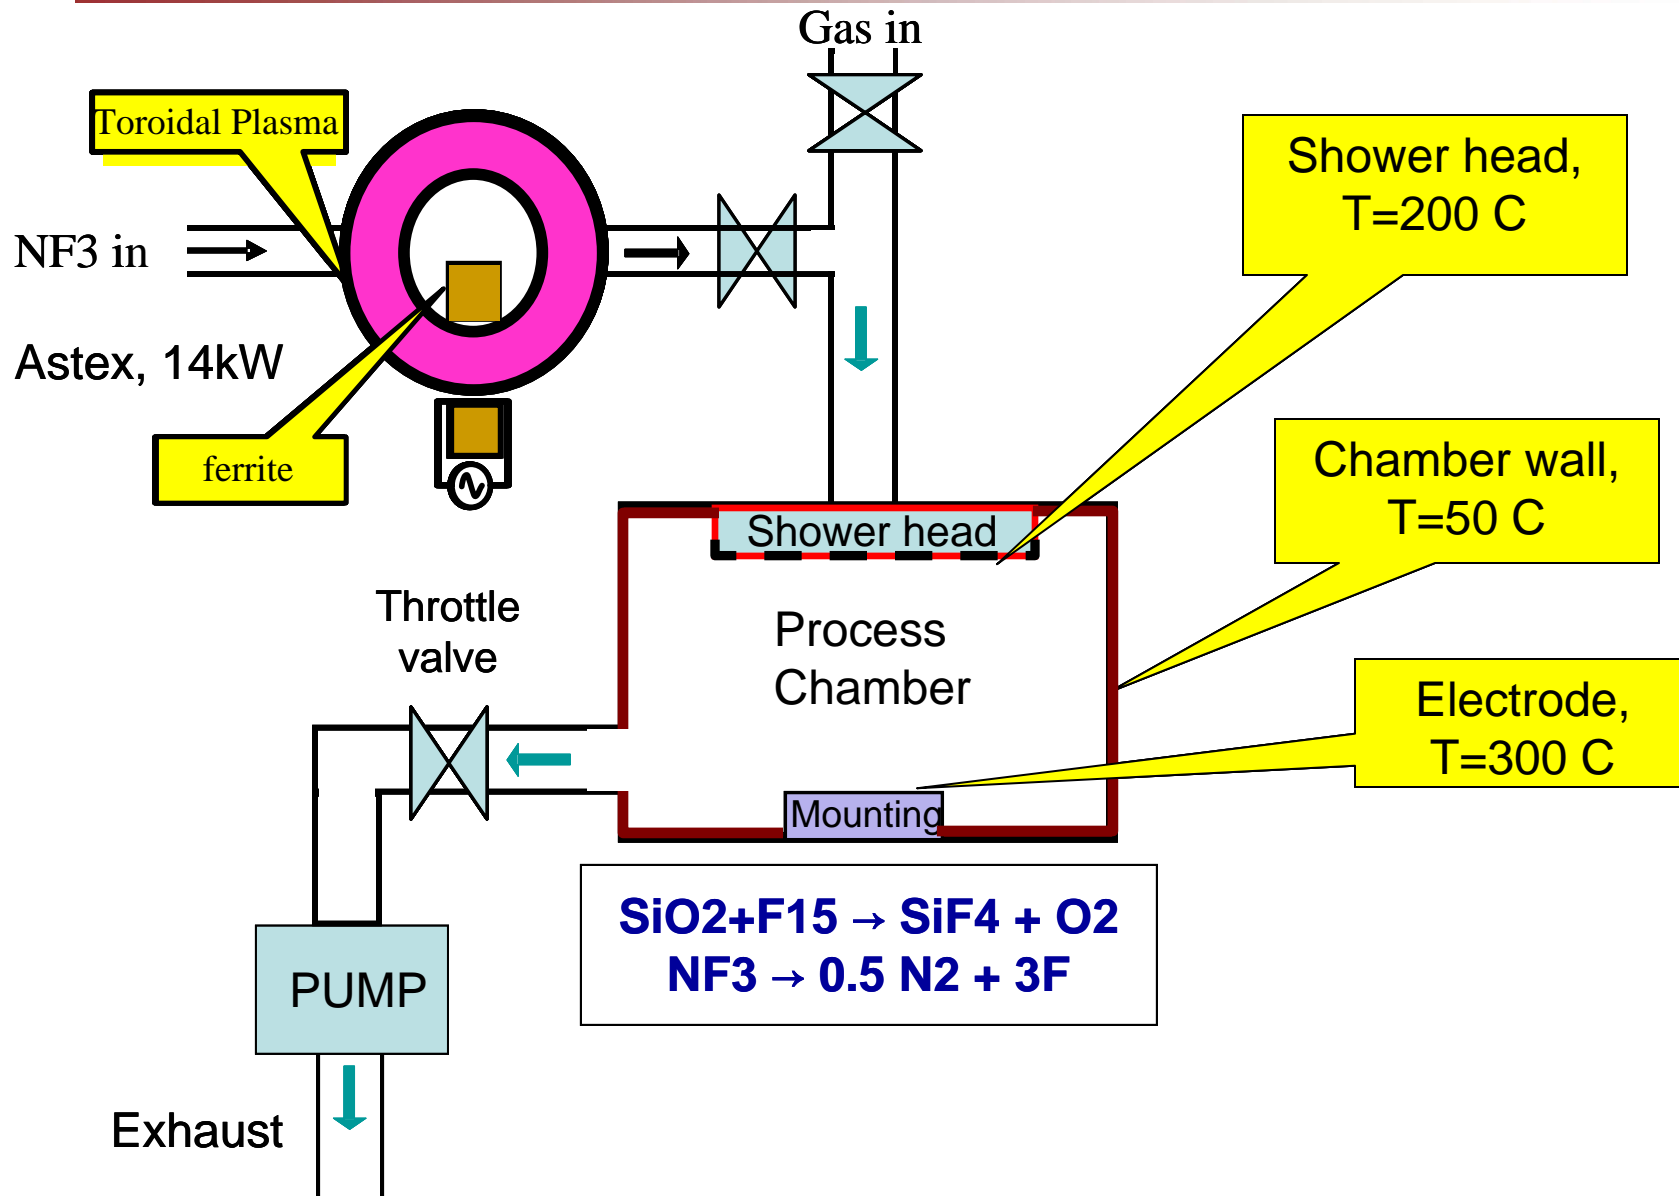 Gas in
Toroidal Plasma
Shower head,
T=200 C
NF3 in
Astex, 14kW
ferrite
Chamber wall,
T=50 C
Shower head
Throttle
valve
Process
Chamber
Electrode,
T=300 C
Mounting
SiO2+F15 → SiF4 + O2
NF3 → 0.5 N2 + 3F
PUMP
Exhaust